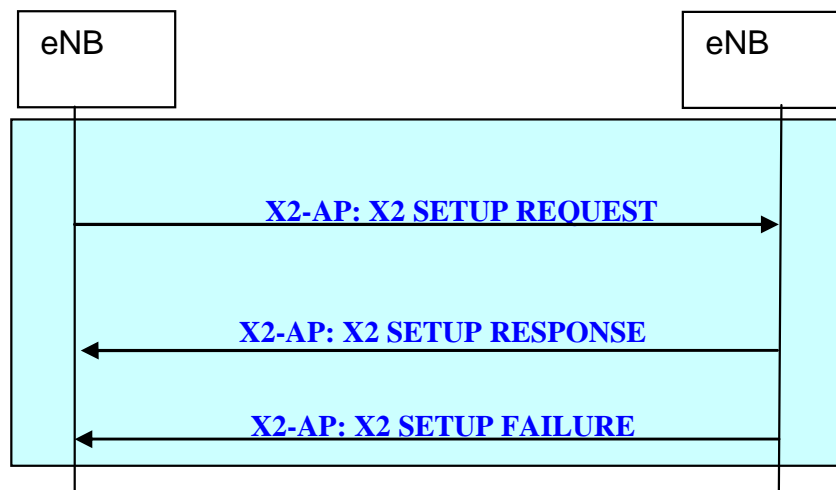 eNB
eNB
X2-AP: X2 SETUP REQUEST
X2-AP: X2 SETUP RESPONSE
X2-AP: X2 SETUP FAILURE